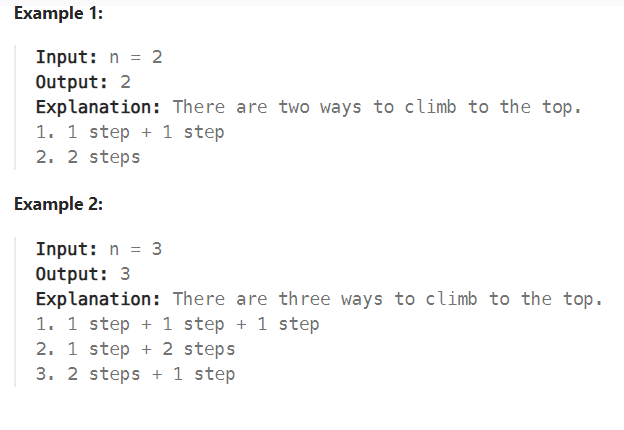 Example 1:
Input: n = 2
Output: 2
Explanation: There are two ways to climb to the top.
1. 1 step + 1 step
2. 2 steps
Example 2:
Input: n = 3
Output: 3
Explanation: There are three ways to climb to the top.
1. 1 step + 1 step + 1 step
2. 1 step + 2 steps
3. 2 steps + 1 step